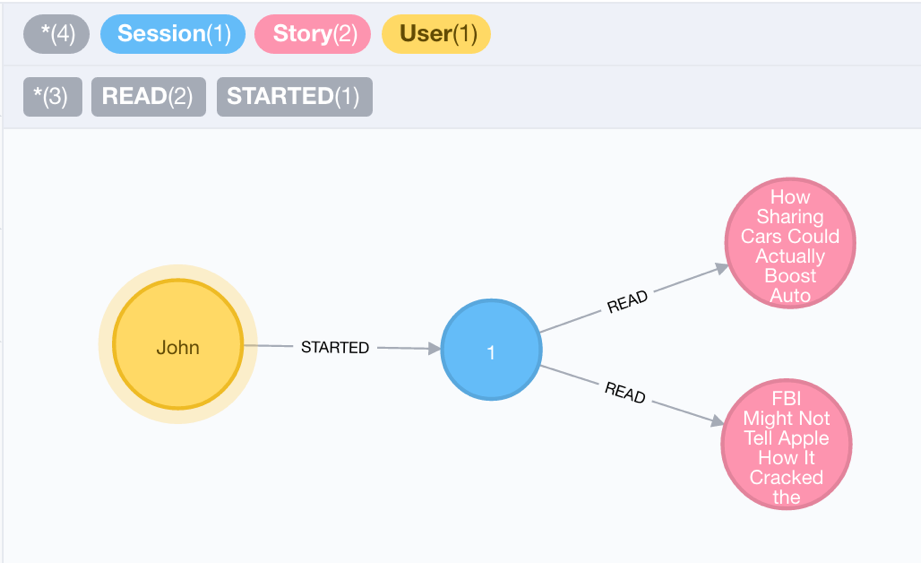 *(4) Session(1) Story(2) User(1)
*(3) READ(2) STARTED(1)
How
Sharing
Cars Could
Actually
Boost
Auto
READ
John
STARTED
1
READ
FBI
Might Not
Tell Apple
How It
Cracked
the